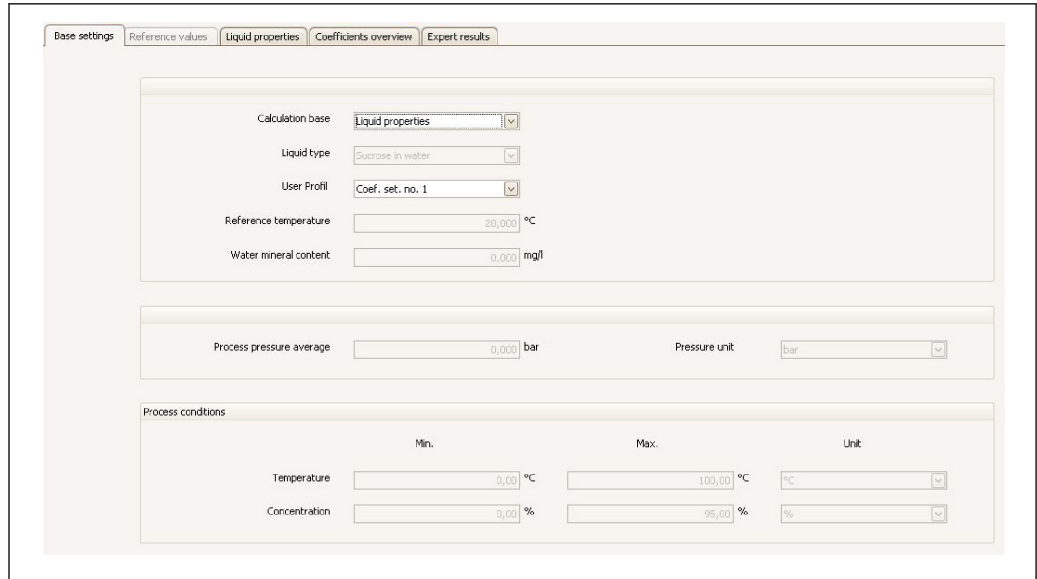 Base settings Reference values Liquid properties Coefficients overview Expert results
Calculation base Liquid properties
Liquid type Sucrose in water
User Profil Coef. set. no. 1
Reference temperature 20,000 °C
Water mineral content 0,000 mg/l
Process pressure average 0,000 bar Pressure unit bar
Process conditions
Min. Max. Unit
Temperature 0,00 °C 100,00 °C °C
Concentration 0,00 % 95,00 % %